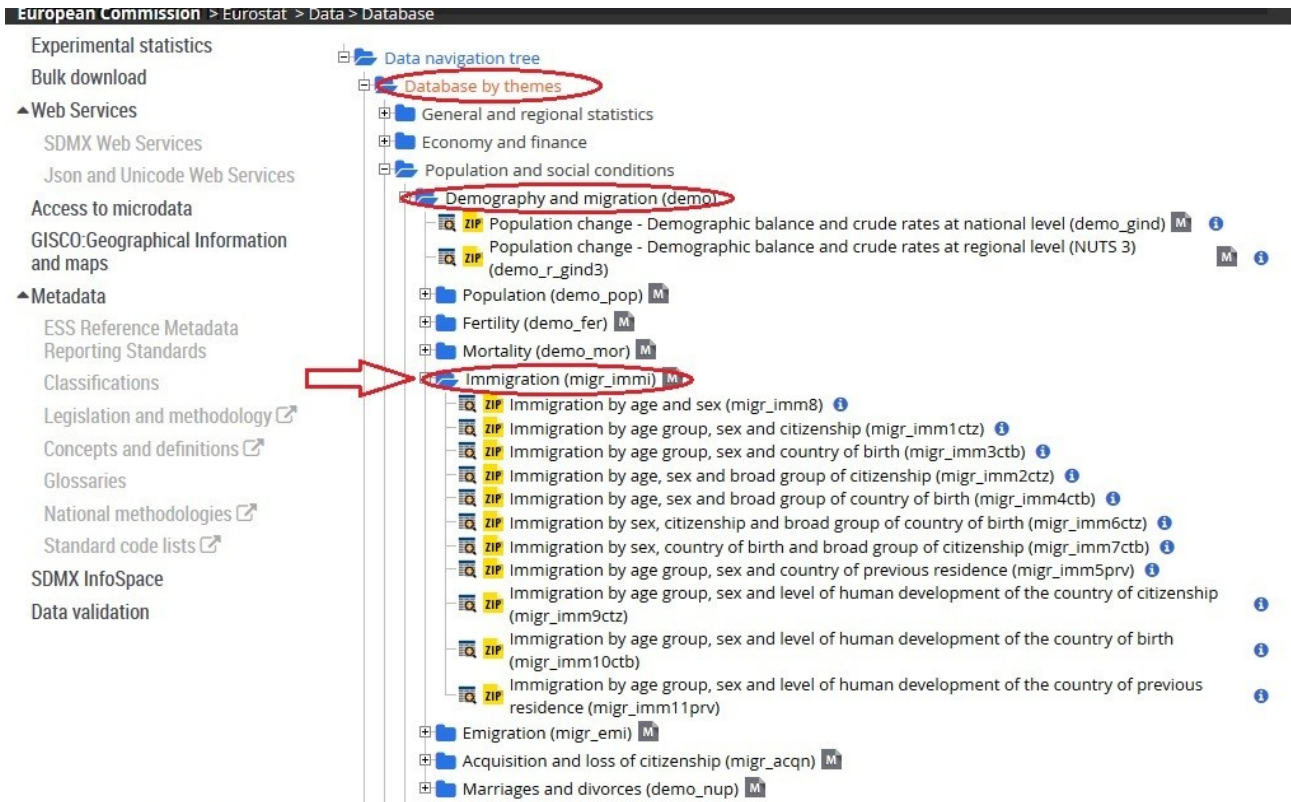 European Commission > Eurostat > Data > Database
Experimental statistics
Bulk download
Web Services
SDMX Web Services
Json and Unicode Web Services
Access to microdata
GISCO:Geographical Information
and maps
Metadata
ESS Reference Metadata
Reporting Standards
Classifications
Legislation and methodology
Concepts and definitions
Glossaries
National methodologies
Standard code lists
SDMX InfoSpace
Data validation
Data navigation tree
Database by themes
General and regional statistics
Economy and finance
Population and social conditions
Demography and migration (demo)
ZIP Population change - Demographic balance and crude rates at national level (demo_gind) M i
Population change - Demographic balance and crude rates at regional level (NUTS 3)
ZIP M i
(demo_r_gind3)
Population (demo_pop) M
Fertility (demo_fer) M
Mortality (demo_mor) M
Immigration (migr_immi) M
ZIP Immigration by age and sex (migr_imm8) i
ZIP Immigration by age group, sex and citizenship (migr_imm1ctz) i
ZIP Immigration by age group, sex and country of birth (migr_imm3ctb) i
ZIP Immigration by age, sex and broad group of citizenship (migr_imm2ctz) i
ZIP Immigration by age, sex and broad group of country of birth (migr_imm4ctb) i
ZIP Immigration by sex, citizenship and broad group of country of birth (migr_imm6ctz) i
ZIP Immigration by sex, country of birth and broad group of citizenship (migr_imm7ctb) i
ZIP Immigration by age group, sex and country of previous residence (migr_imm5prv) i
Immigration by age group, sex and level of human development of the country of citizenship
ZIP i
(migr_imm9ctz)
Immigration by age group, sex and level of human development of the country of birth
ZIP i
(migr_imm10ctb)
Immigration by age group, sex and level of human development of the country of previous
ZIP i
residence (migr_imm11prv)
Emigration (migr_emi) M
Acquisition and loss of citizenship (migr_acqn) M
Marriages and divorces (demo_nup) M